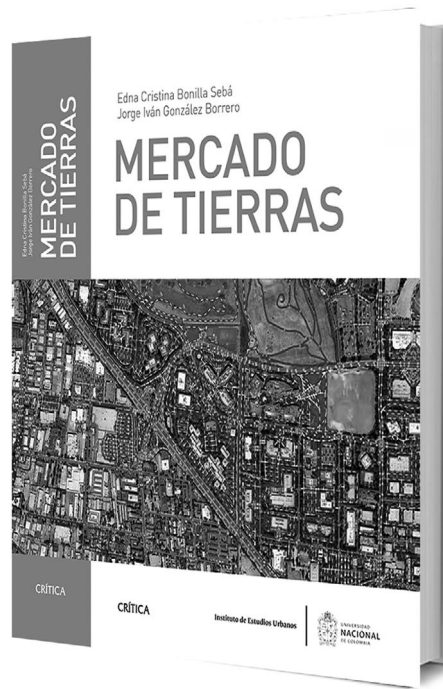 Edna Cristina Bonilla Sebá
Jorge Iván González Borrero
MERCADO
DE TIERRAS
Edna Cristina Bonilla Sebá
Jorge Iván González Borrero
MERCADO
DE TIERRAS
CRÍTICA
CRÍTICA
Instituto de Estudios Urbanos
UNIVERSIDAD
NACIONAL
DE COLOMBIA